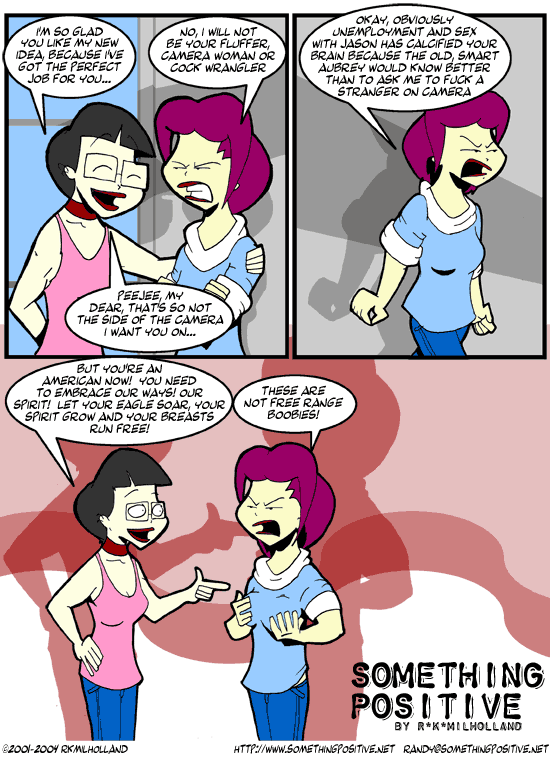 I'M SO GLAD
YOU LIKE MY NEW
IDEA, BECAUSE I'VE
GOT THE PERFECT
JOB FOR YOU...
NO, I WILL NOT
BE YOUR FLUFFER,
CAMERA WOMAN OR
COCK WRANGLER
PEEJEE, MY
DEAR, THAT'S SO NOT
THE SIDE OF THE CAMERA
I WANT YOU ON...
OKAY, OBVIOUSLY
UNEMPLOYMENT AND SEX
WITH JASON HAS CALCIFIED YOUR
BRAIN BECAUSE THE OLD, SMART
AUBREY WOULD KNOW BETTER
THAN TO ASK ME TO FUCK A
STRANGER ON CAMERA
BUT YOU'RE AN
AMERICAN NOW! YOU NEED
TO EMBRACE OUR WAYS! OUR
SPIRIT! LET YOUR EAGLE SOAR, YOUR
SPIRIT GROW AND YOUR BREASTS
RUN FREE!
THESE ARE
NOT FREE RANGE
BOOBIES!
SOMETHING
POSITIVE
BY R*K*MILHOLLAND
©2001-2004 RKMILHOLLAND
HTTP://WWW.SOMETHINGPOSITIVE.NET RANDY@SOMETHINGPOSITIVE.NET